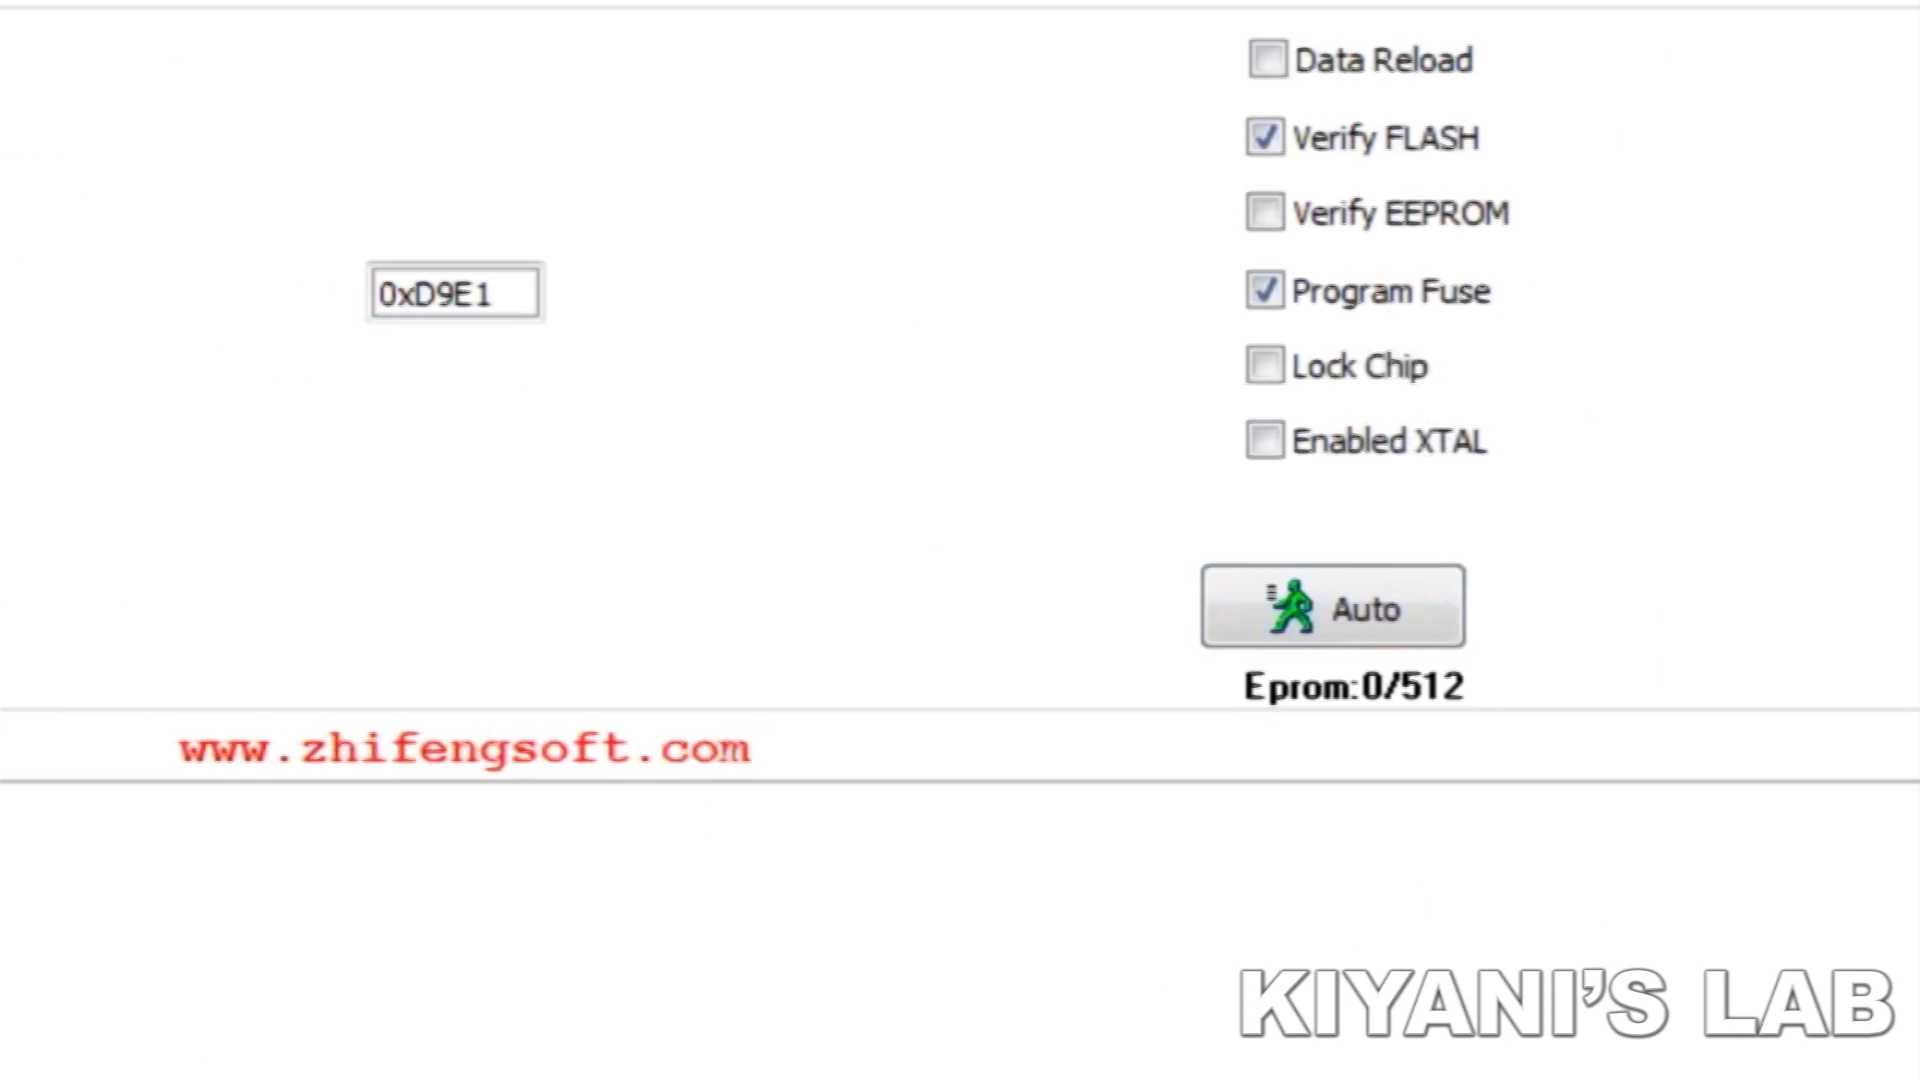 Data Reload
Verify FLASH
Verify EEPROM
0xD9E1
Program Fuse
Lock Chip
Enabled XTAL
Auto
Eprom:0/512
www.zhifengsoft.com
KIYANI'S LAB